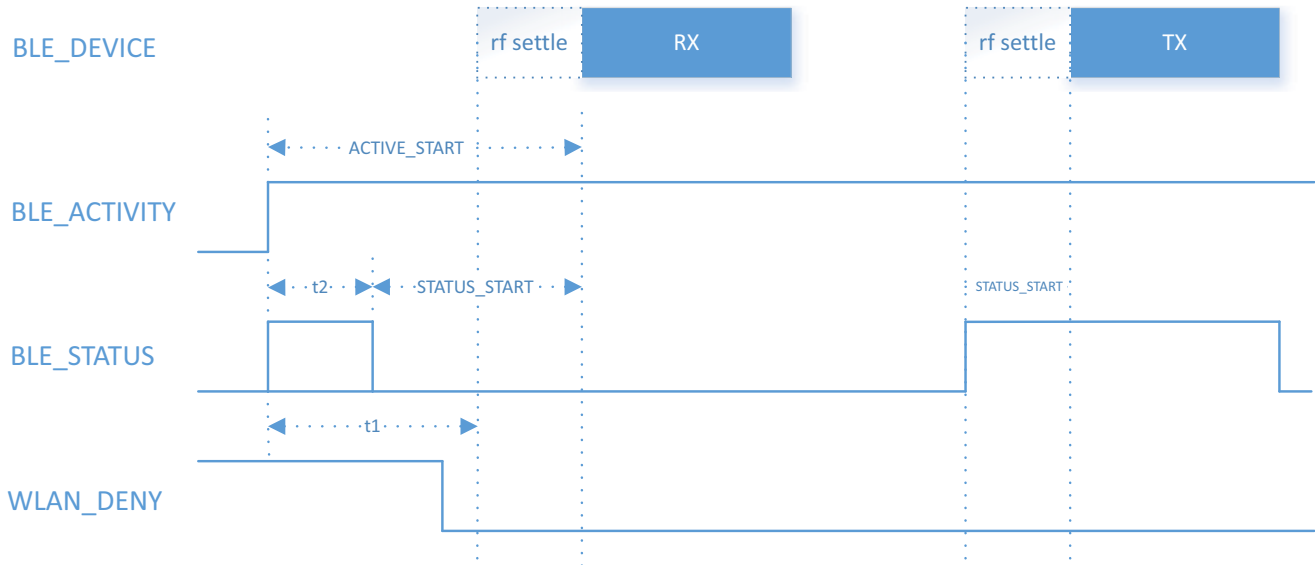 BLE_DEVICE
rf settle
RX
rf settle
TX
ACTIVE_START
BLE_ACTIVITY
t2
STATUS_START
STATUS_START
BLE_STATUS
t1
WLAN_DENY